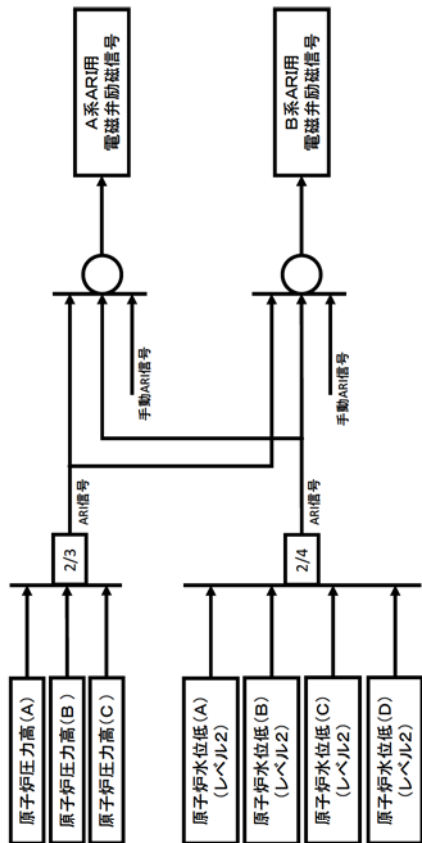 原子炉圧力高(A)
原子炉圧力高(B)
原子炉圧力高(C)
2/3
ARI信号
手動ARI信号
A系ARI用
電磁弁励磁信号
原子炉水位低(A)
(レベル2)
原子炉水位低(B)
(レベル2)
原子炉水位低(C)
(レベル2)
原子炉水位低(D)
(レベル2)
2/4
ARI信号
手動ARI信号
B系ARI用
電磁弁励磁信号